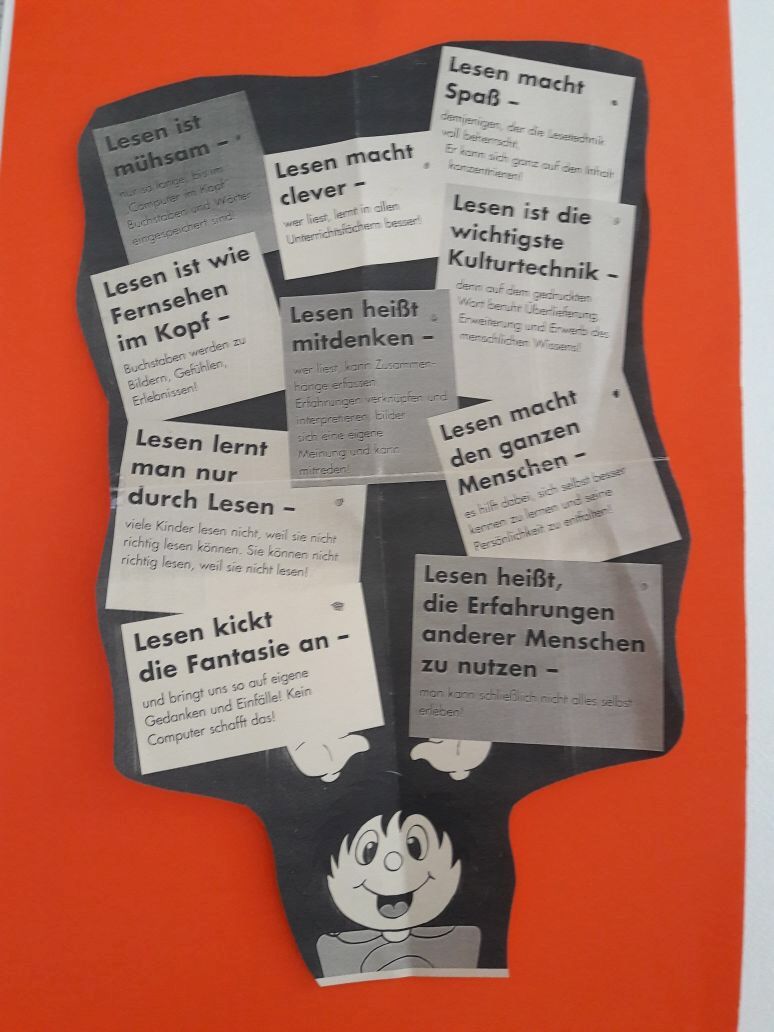 Lesen ist
mühsam –
nur so lange, bis im
"Computer im Kopf"
Buchstaben und Wörter
eingespeichert sind!
Lesen macht
clever –
wer liest, lernt in allen
Unterrichtsfächern besser!
Lesen macht
Spaß –
demjenigen, der die Lesetechnik
voll beherrscht.
Er kann sich ganz auf den Inhalt
konzentrieren!
Lesen ist wie
Fernsehen
im Kopf –
Buchstaben werden zu
Bildern, Gefühlen,
Erlebnissen!
Lesen heißt
mitdenken –
wer liest, kann Zusammen-
hänge erfassen
Erfahrungen verknüpfen und
interpretieren, bildet
sich eine eigene
Meinung und kann
mitreden!
Lesen ist die
wichtigste
Kulturtechnik –
denn auf dem gedruckten
Wort beruht Überlieferung,
Erweiterung und Erwerb des
menschlichen Wissens!
Lesen lernt
man nur
durch Lesen –
viele Kinder lesen nicht, weil sie nicht
richtig lesen können. Sie können nicht
richtig lesen, weil sie nicht lesen!
Lesen macht
den ganzen
Menschen –
es hilft dabei, sich selbst besser
kennen zu lernen und seine
Persönlichkeit zu entfalten!
Lesen kickt
die Fantasie an –
und bringt uns so auf eigene
Gedanken und Einfälle! Kein
Computer schafft das!
Lesen heißt,
die Erfahrungen
anderer Menschen
zu nutzen –
man kann schließlich nicht alles selbst
erleben!